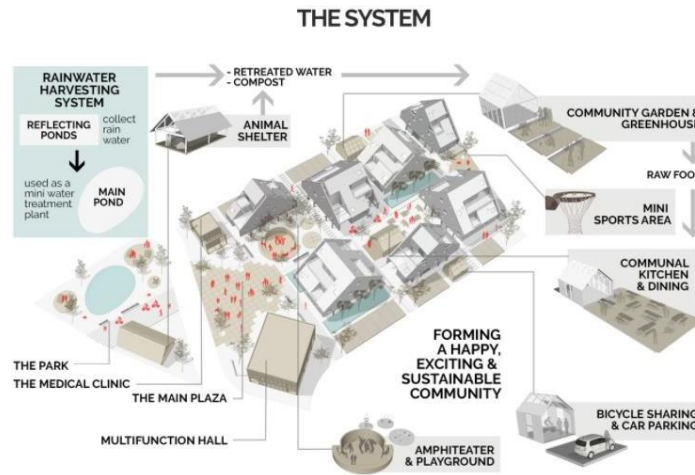 THE SYSTEM
RAINWATER
HARVESTING
SYSTEM
REFLECTING
PONDS
collect
rain
water
used as a
mini water
treatment
plant
MAIN
POND
- RETREATED WATER
- COMPOST
ANIMAL
SHELTER
COMMUNITY GARDEN &
GREENHOUSE
RAW FOO
MINI
SPORTS AREA
COMMUNAL
KITCHEN
& DINING
FORMING
A HAPPY,
EXCITING &
SUSTAINABLE
COMMUNITY
THE PARK
THE MEDICAL CLINIC
THE MAIN PLAZA
MULTIFUNCTION HALL
AMPHITEATER
& PLAYGROUND
BICYCLE SHARING
& CAR PARKING